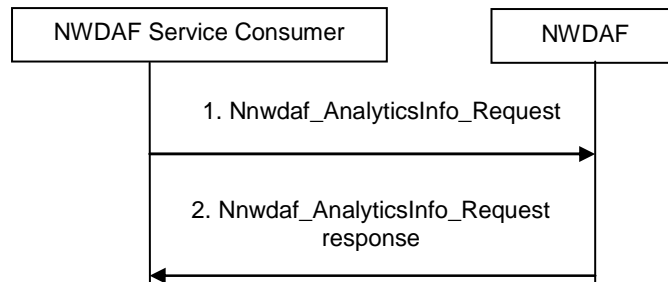 NWDAF Service Consumer
NWDAF
1. Nnwdaf_AnalyticsInfo_Request
2. Nnwdaf_AnalyticsInfo_Request
response